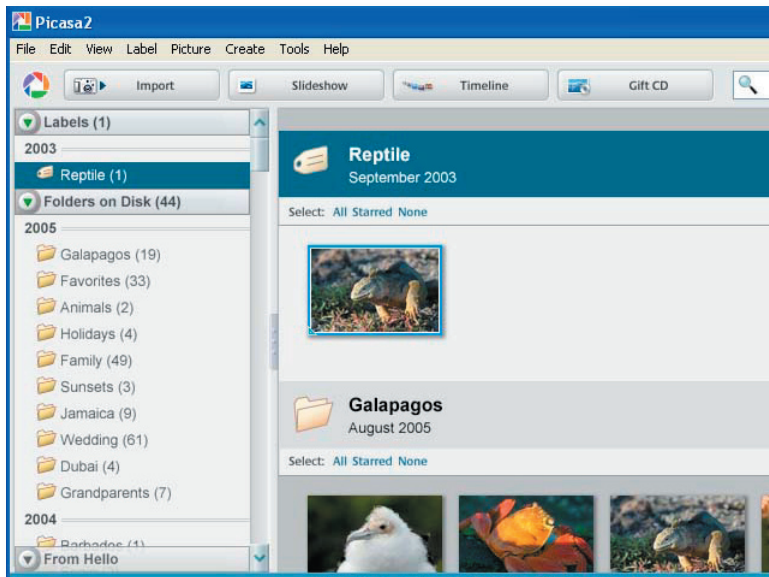 Picasa2
File Edit View Label Picture Create Tools Help
Import Slideshow Timeline Gift CD
Labels (1)
2003
Reptile (1)
Folders on Disk (44)
2005
Galapagos (19)
Favorites (33)
Animals (2)
Holidays (4)
Family (49)
Sunsets (3)
Jamaica (9)
Wedding (61)
Dubai (4)
Grandparents (7)
2004
Barbados (1)
From Hello
Reptile
September 2003
Select: All Starred None
Galapagos
August 2005
Select: All Starred None